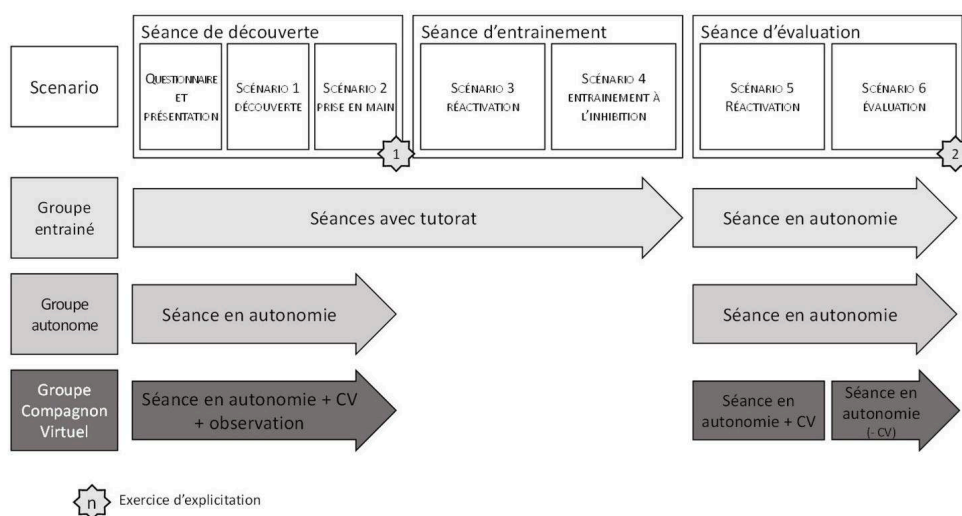 Séance de découverte
Séance d'entrainement
Séance d'évaluation
Scenario
QUESTIONNAIRE
ET
PRÉSENTATION
SCÉNARIO 1
DÉCOUVERTE
SCÉNARIO 2
PRISE EN MAIN
SCÉNARIO 3
RÉACTIVATION
SCÉNARIO 4
ENTRAINEMENT À
L'INHIBITION
SCÉNARIO 5
RÉACTIVATION
SCÉNARIO 6
ÉVALUATION
1
2
Groupe
entrainé
Séances avec tutorat
Séance en autonomie
Groupe
autonome
Séance en autonomie
Séance en autonomie
Groupe
Compagnon
Virtuel
Séance en autonomie + CV
+ observation
Séance en
autonomie + CV
Séance en
autonomie
(- CV)
n
Exercice d'explicitation